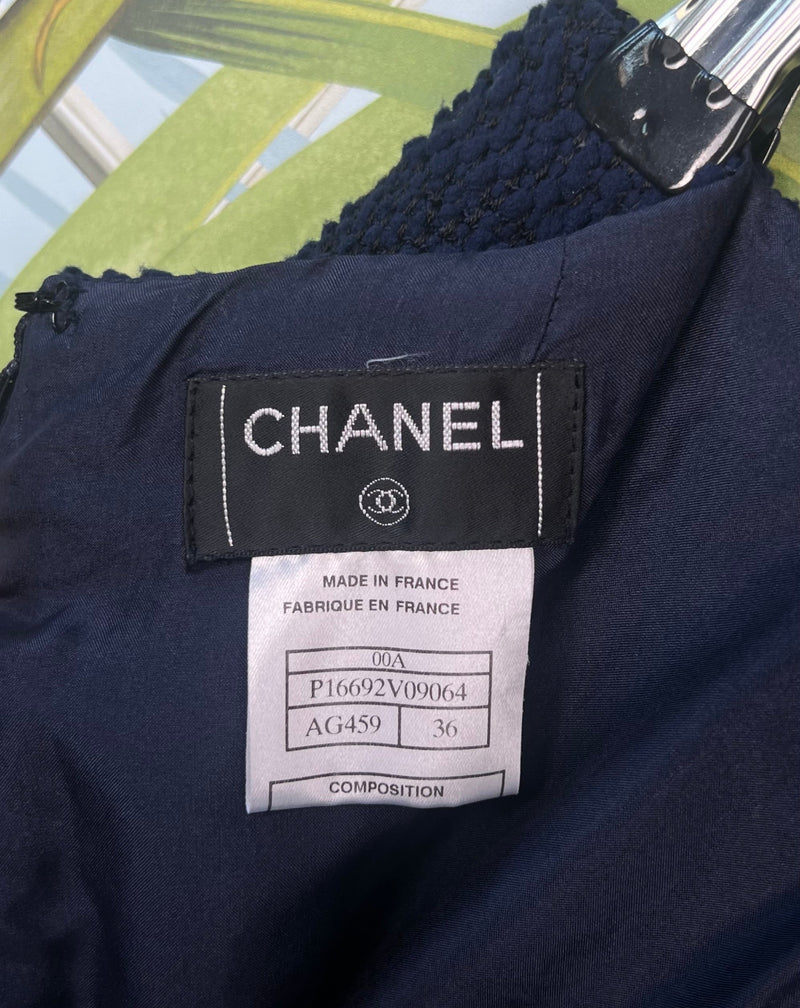 CHANEL
MADE IN FRANCE
FABRIQUE EN FRANCE
00A
P16692V09064
AG459 36
COMPOSITION